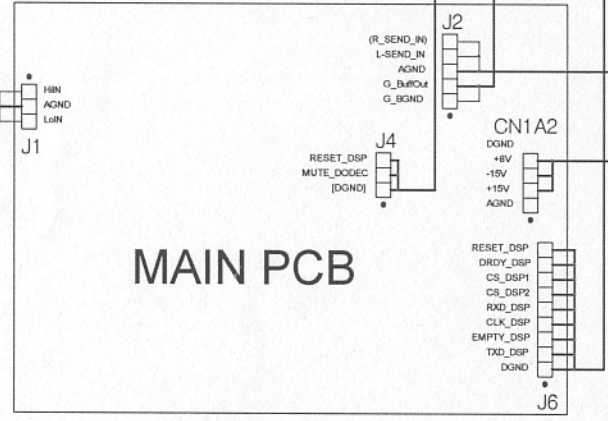 J2
(R_SEND_IN)
L-SEND_IN
AGND
G_BuffOut
G_BGND
HiIN
AGND
LoIN
J1
CN1A2
DGND
+8V
-15V
+15V
AGND
J4
RESET_DSP
MUTE_DODEC
[DGND]
MAIN PCB
RESET_DSP
DRDY_DSP
CS_DSP1
CS_DSP2
RXD_DSP
CLK_DSP
EMPTY_DSP
TXD_DSP
DGND
J6